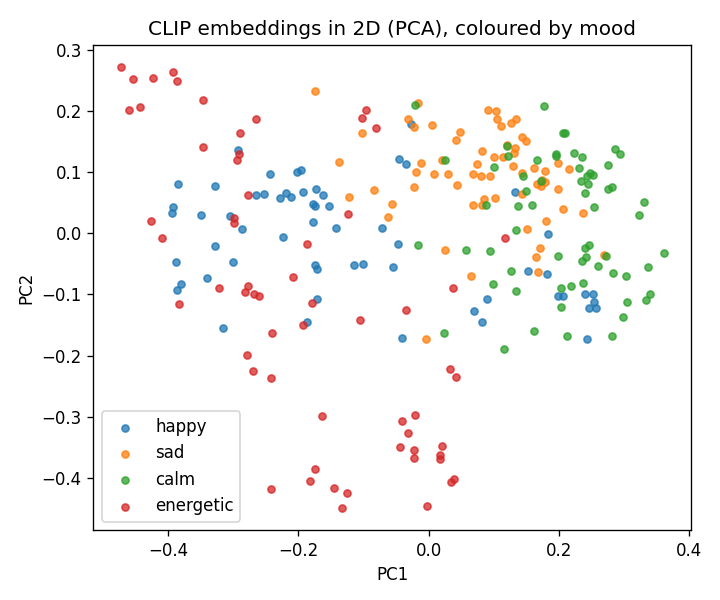 CLIP embeddings in 2D (PCA), coloured by mood
0.3
0.2
0.1
0.0
−0.1
−0.2
−0.3
−0.4
PC2
happy
sad
calm
energetic
−0.4 −0.2 0.0 0.2 0.4
PC1